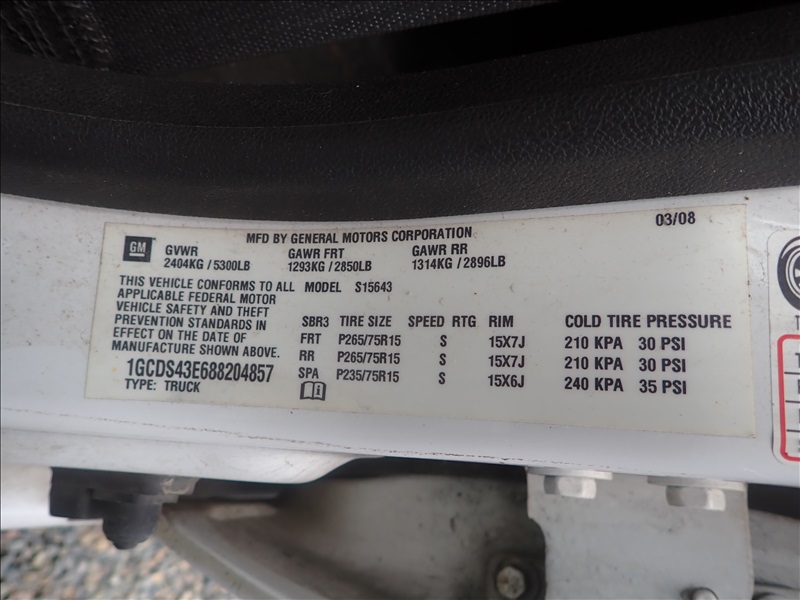 GM
MFD BY GENERAL MOTORS CORPORATION
03/08
GVWR GAWR FRT GAWR RR
2404KG / 5300LB 1293KG / 2850LB 1314KG / 2896LB
THIS VEHICLE CONFORMS TO ALL MODEL S15643
APPLICABLE FEDERAL MOTOR
VEHICLE SAFETY AND THEFT
PREVENTION STANDARDS IN
EFFECT ON THE DATE OF
MANUFACTURE SHOWN ABOVE.
1GCDS43E688204857
TYPE: TRUCK
SBR3 TIRE SIZE SPEED RTG RIM COLD TIRE PRESSURE
FRT P265/75R15 S 15X7J 210 KPA 30 PSI
RR P265/75R15 S 15X7J 210 KPA 30 PSI
SPA P235/75R15 S 15X6J 240 KPA 35 PSI